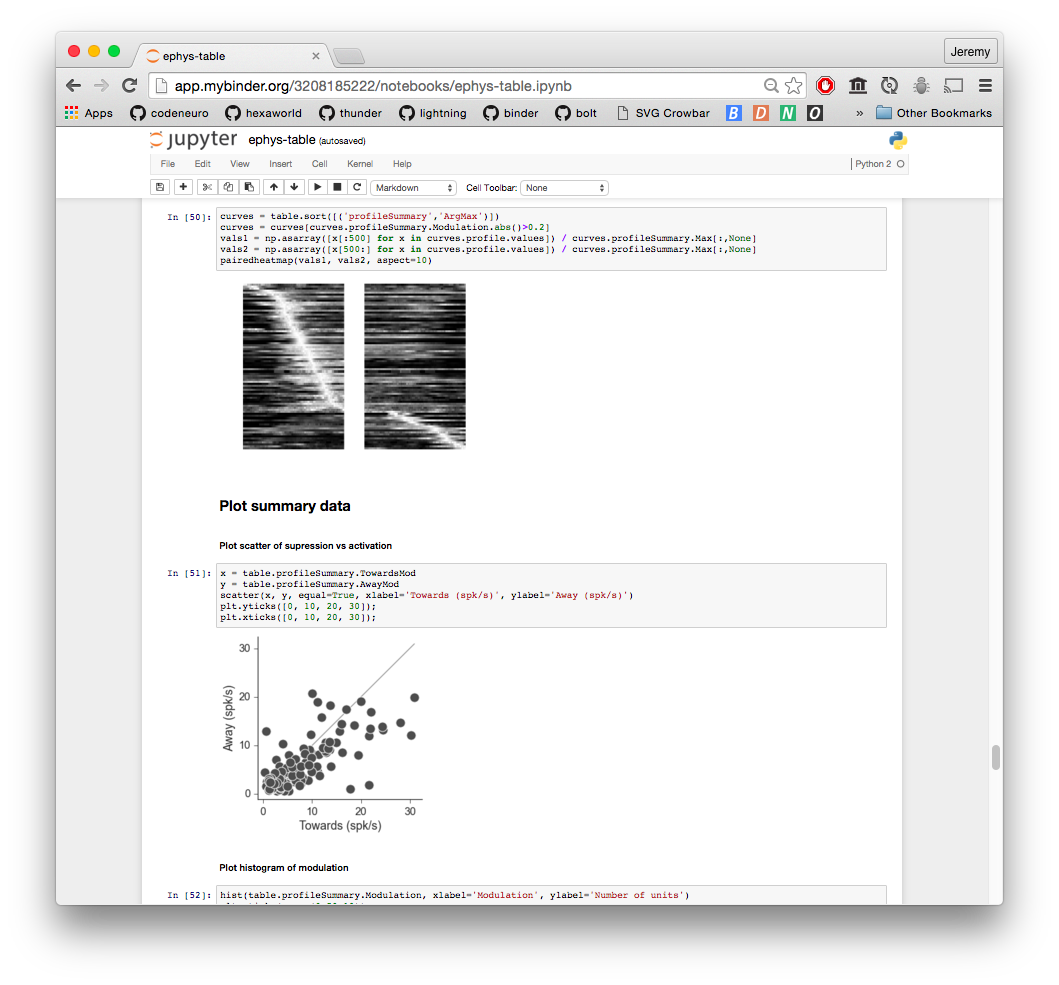 ephys-table
Jeremy
app.mybinder.org/3208185222/notebooks/ephys-table.ipynb
Apps codeneuro hexaworld thunder lightning binder bolt SVG Crowbar B D N O » Other Bookmarks
jupyter ephys-table (autosaved)
File Edit View Insert Cell Kernel Help Python 2
Markdown Cell Toolbar: None
In [50]: curves = table.sort([('profileSummary','ArgMax')])
curves = curves[curves.profileSummary.Modulation.abs()>0.2]
vals1 = np.asarray([x[:500] for x in curves.profile.values]) / curves.profileSummary.Max[:,None]
vals2 = np.asarray([x[500:] for x in curves.profile.values]) / curves.profileSummary.Max[:,None]
pairedheatmap(vals1, vals2, aspect=10)
Plot summary data
Plot scatter of supression vs activation
In [51]: x = table.profileSummary.TowardsMod
y = table.profileSummary.AwayMod
scatter(x, y, equal=True, xlabel='Towards (spk/s)', ylabel='Away (spk/s)')
plt.yticks([0, 10, 20, 30]);
plt.xticks([0, 10, 20, 30]);
30
20
10
0
Away (spk/s)
0 10 20 30
Towards (spk/s)
Plot histogram of modulation
In [52]: hist(table.profileSummary.Modulation, xlabel='Modulation', ylabel='Number of units')